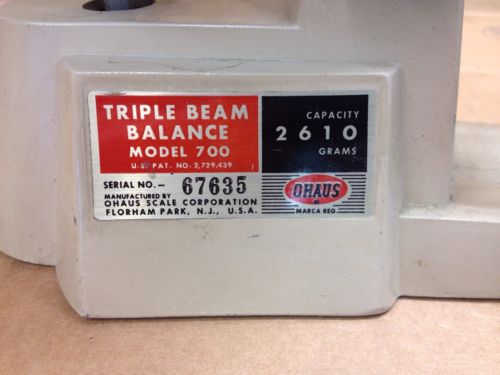 TRIPLE BEAM
BALANCE
MODEL 700
U.S. PAT. NO. 2,729,439
SERIAL NO.- 67635
MANUFACTURED BY
OHAUS SCALE CORPORATION
FLORHAM PARK, N.J., U.S.A.
CAPACITY
2610
GRAMS
OHAUS
MARCA REG